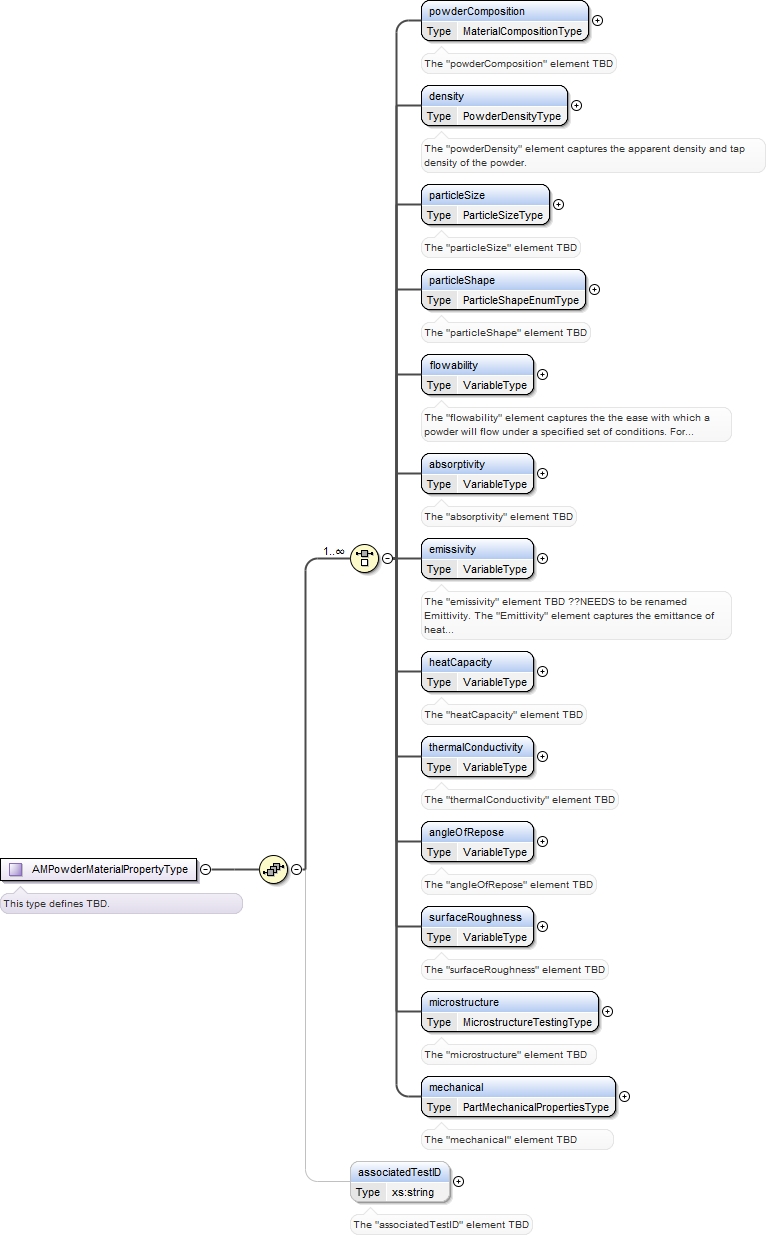 powderComposition
Type MaterialCompositionType
The "powderComposition" element TBD
density
Type PowderDensityType
The "powderDensity" element captures the apparent density and tap
density of the powder.
particleSize
Type ParticleSizeType
The "particleSize" element TBD
particleShape
Type ParticleShapeEnumType
The "particleShape" element TBD
flowability
Type VariableType
The "flowability" element captures the the ease with which a
powder will flow under a specified set of conditions. For...
absorptivity
Type VariableType
The "absorptivity" element TBD
1..∞
emissivity
Type VariableType
The "emissivity" element TBD ??NEEDS to be renamed
Emittivity. The "Emittivity" element captures the emittance of
heat...
heatCapacity
Type VariableType
The "heatCapacity" element TBD
thermalConductivity
Type VariableType
The "thermalConductivity" element TBD
angleOfRepose
Type VariableType
The "angleOfRepose" element TBD
AMPowderMaterialPropertyType
This type defines TBD.
surfaceRoughness
Type VariableType
The "surfaceRoughness" element TBD
microstructure
Type MicrostructureTestingType
The "microstructure" element TBD
mechanical
Type PartMechanicalPropertiesType
The "mechanical" element TBD
associatedTestID
Type xs:string
The "associatedTestID" element TBD